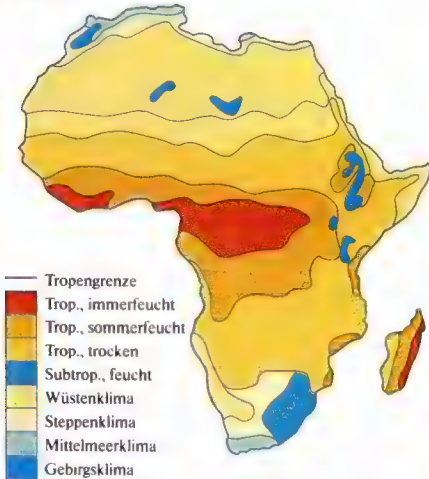 Tropengrenze
Trop., immerfeucht
Trop., sommerfeucht
Trop., trocken
Subtrop., feucht
Wüstenklima
Steppenklima
Mittelmeerklima
Gebirgsklima